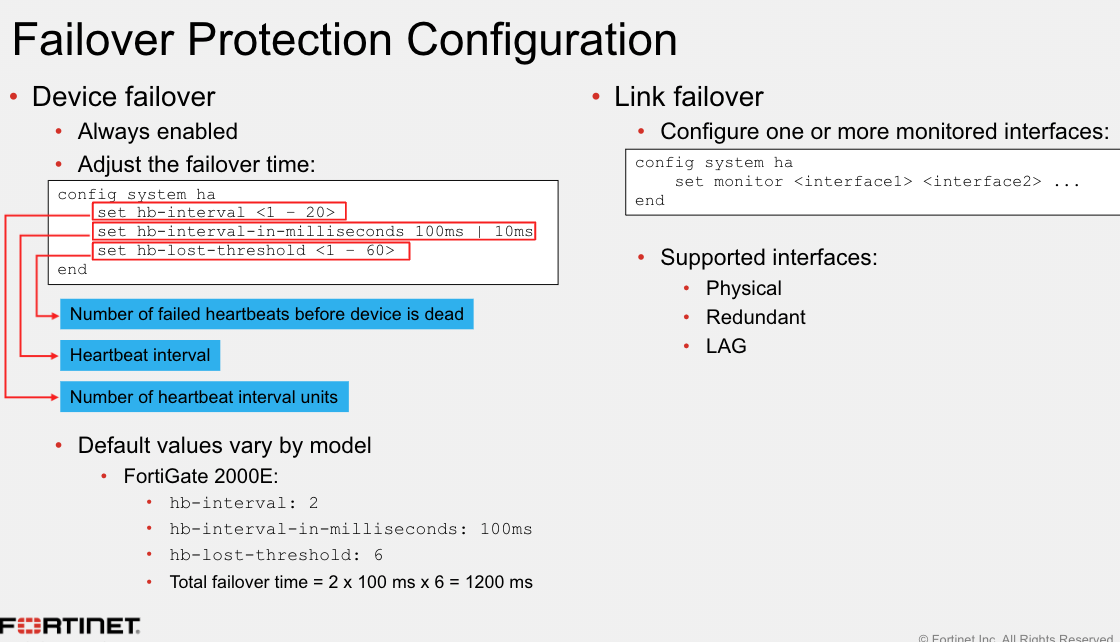 Failover Protection Configuration
• Device failover
• Always enabled
• Adjust the failover time:
config system ha
set hb-interval <1 – 20>
set hb-interval-in-milliseconds 100ms | 10ms
set hb-lost-threshold <1 – 60>
end
Number of failed heartbeats before device is dead
Heartbeat interval
Number of heartbeat interval units
• Default values vary by model
• FortiGate 2000E:
• hb-interval: 2
• hb-interval-in-milliseconds: 100ms
• hb-lost-threshold: 6
• Total failover time = 2 x 100 ms x 6 = 1200 ms
• Link failover
• Configure one or more monitored interfaces:
config system ha
set monitor <interface1> <interface2> ...
end
• Supported interfaces:
• Physical
• Redundant
• LAG
FORTINET
© Fortinet Inc. All Rights Reserved.